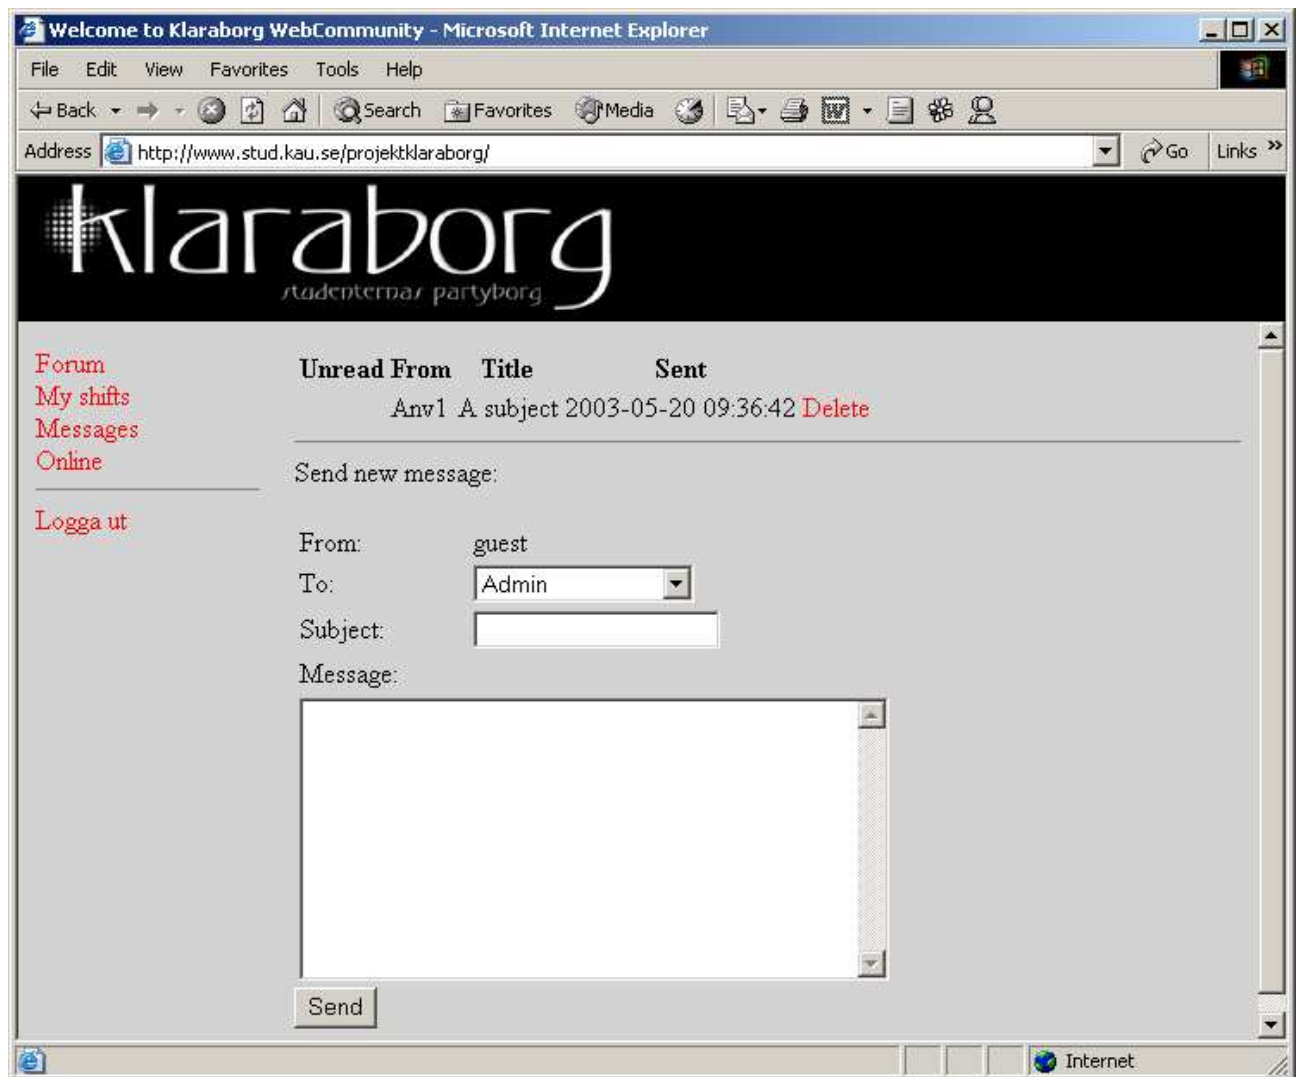 Welcome to Klaraborg WebCommunity - Microsoft Internet Explorer
File Edit View Favorites Tools Help
Back Search Favorites Media
Address http://www.stud.kau.se/projektklaraborg/ Go Links »
klaraborg
studenternas partyborg
Forum
My shifts
Messages
Online
Logga ut
Unread From Title Sent
Anv1 A subject 2003-05-20 09:36:42 Delete
Send new message:
From: guest
To: Admin
Subject:
Message:
Send
Internet